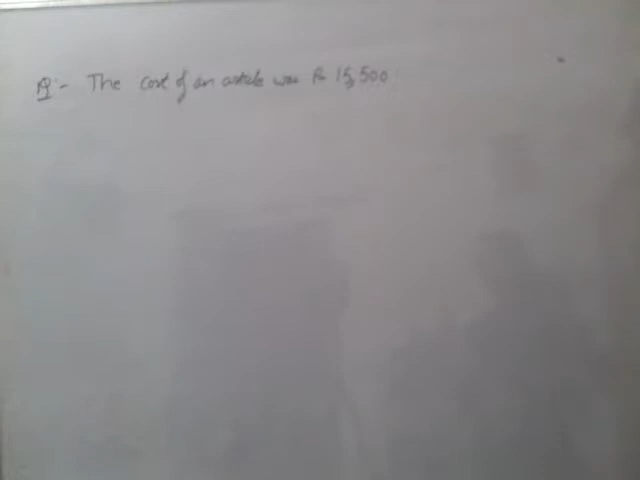 Q:- The cost of an article was Rs 15,500